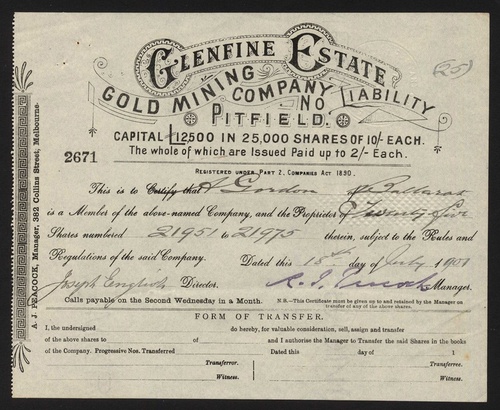 GLENFINE ESTATE
GOLD MINING COMPANY NO LIABILITY
PITFIELD.
25
CAPITAL £12500 IN 25,000 SHARES OF 10/- EACH.
The whole of which are Issued Paid up to 2/- Each.
2671
REGISTERED UNDER PART 2. COMPANIES ACT 1890.
This is to Certify that Gordon of Ballarat
is a Member of the above-named Company, and the Proprietor of Twenty five
Shares numbered 21951 to 21975 therein, subject to the Rules and
Regulations of the said Company. Dated this 15th day of July 1901
Joseph English Director. Manager.
Calls payable on the Second Wednesday in a Month.
N.B.—This Certificate must be given up to and retained by the Manager on
transfer of any of the above shares.
A. J. PEACOCK, Manager, 382 Collins Street, Melbourne.
FORM OF TRANSFER.
I, the undersigned do hereby, for valuable consideration, sell, assign and transfer
the above shares to of and I authorise the Manager to Transfer the said Shares in the books
of the Company. Progressive Nos. Transferred Dated this day of 1
Transferror. Transferree.
Witness. Witness.